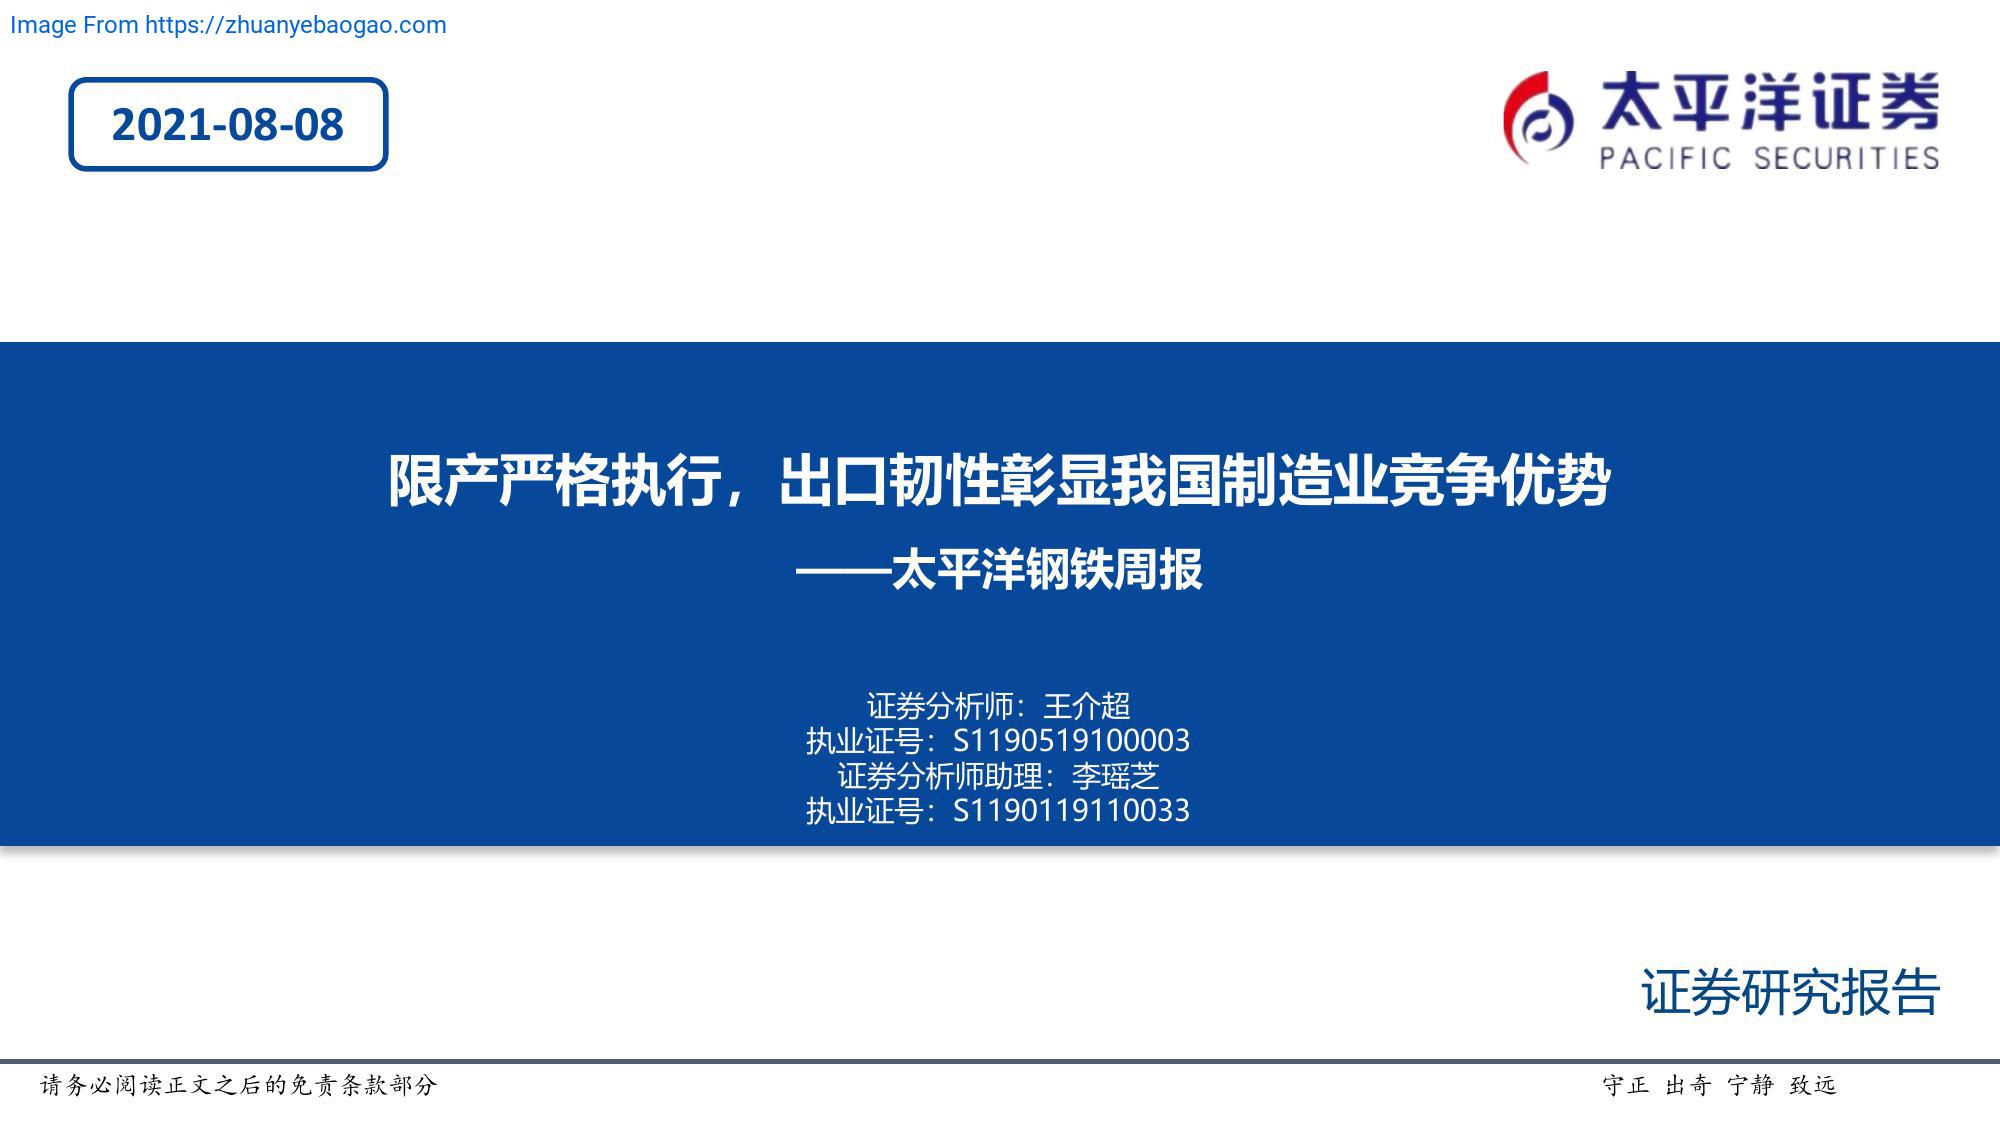 Image From https://zhuanyebaogao.com
2021-08-08
太平洋证券
PACIFIC SECURITIES
限产严格执行，出口韧性彰显我国制造业竞争优势
——太平洋钢铁周报
证券分析师：王介超
执业证号：S1190519100003
证券分析师助理：李瑶芝
执业证号：S1190119110033
证券研究报告
请务必阅读正文之后的免责条款部分
守正 出奇 宁静 致远